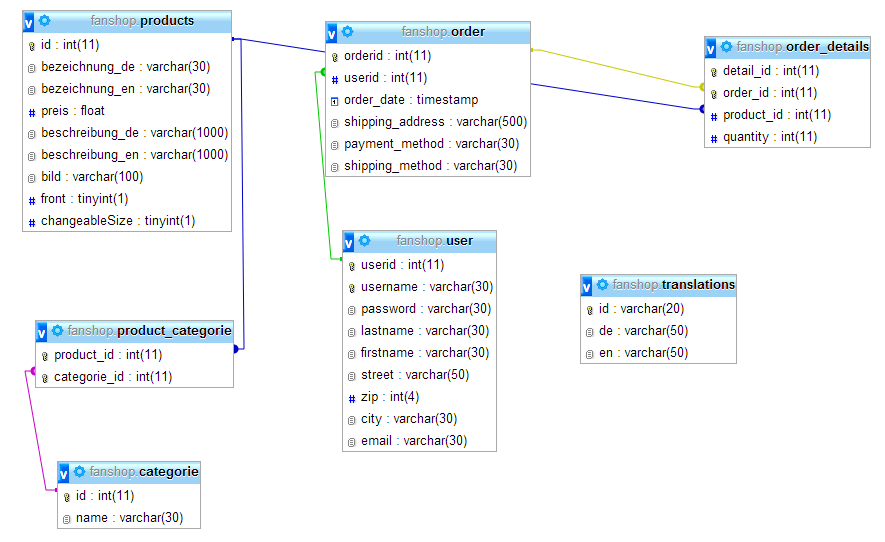 fanshop.products
id : int(11)
bezeichnung_de : varchar(30)
bezeichnung_en : varchar(30)
preis : float
beschreibung_de : varchar(1000)
beschreibung_en : varchar(1000)
bild : varchar(100)
front : tinyint(1)
changeableSize : tinyint(1)
fanshop.order
orderid : int(11)
userid : int(11)
order_date : timestamp
shipping_address : varchar(500)
payment_method : varchar(30)
shipping_method : varchar(30)
fanshop.order_details
detail_id : int(11)
order_id : int(11)
product_id : int(11)
quantity : int(11)
fanshop.user
userid : int(11)
username : varchar(30)
password : varchar(30)
lastname : varchar(30)
firstname : varchar(30)
street : varchar(50)
zip : int(4)
city : varchar(30)
email : varchar(30)
fanshop.translations
id : varchar(20)
de : varchar(50)
en : varchar(50)
fanshop.product_categorie
product_id : int(11)
categorie_id : int(11)
fanshop.categorie
id : int(11)
name : varchar(30)